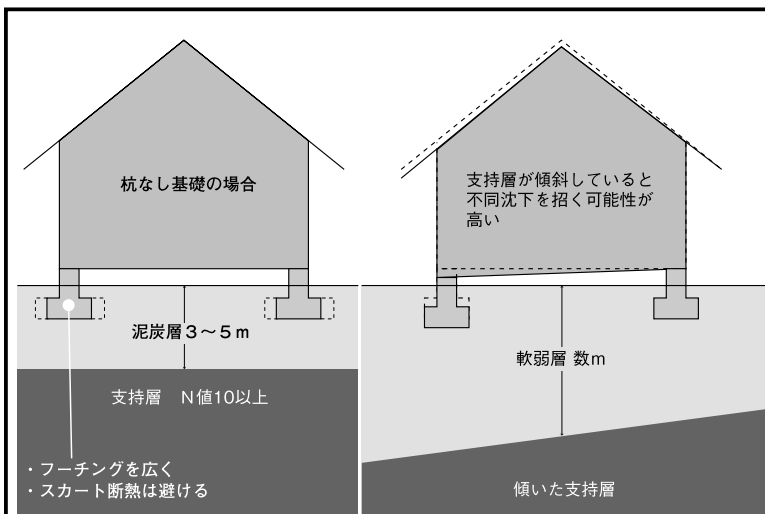 杭なし基礎の場合
泥炭層３〜５ｍ
支持層　Ｎ値10以上
・フーチングを広く
・スカート断熱は避ける
支持層が傾斜していると
不同沈下を招く可能性が
高い
軟弱層 数m
傾いた支持層